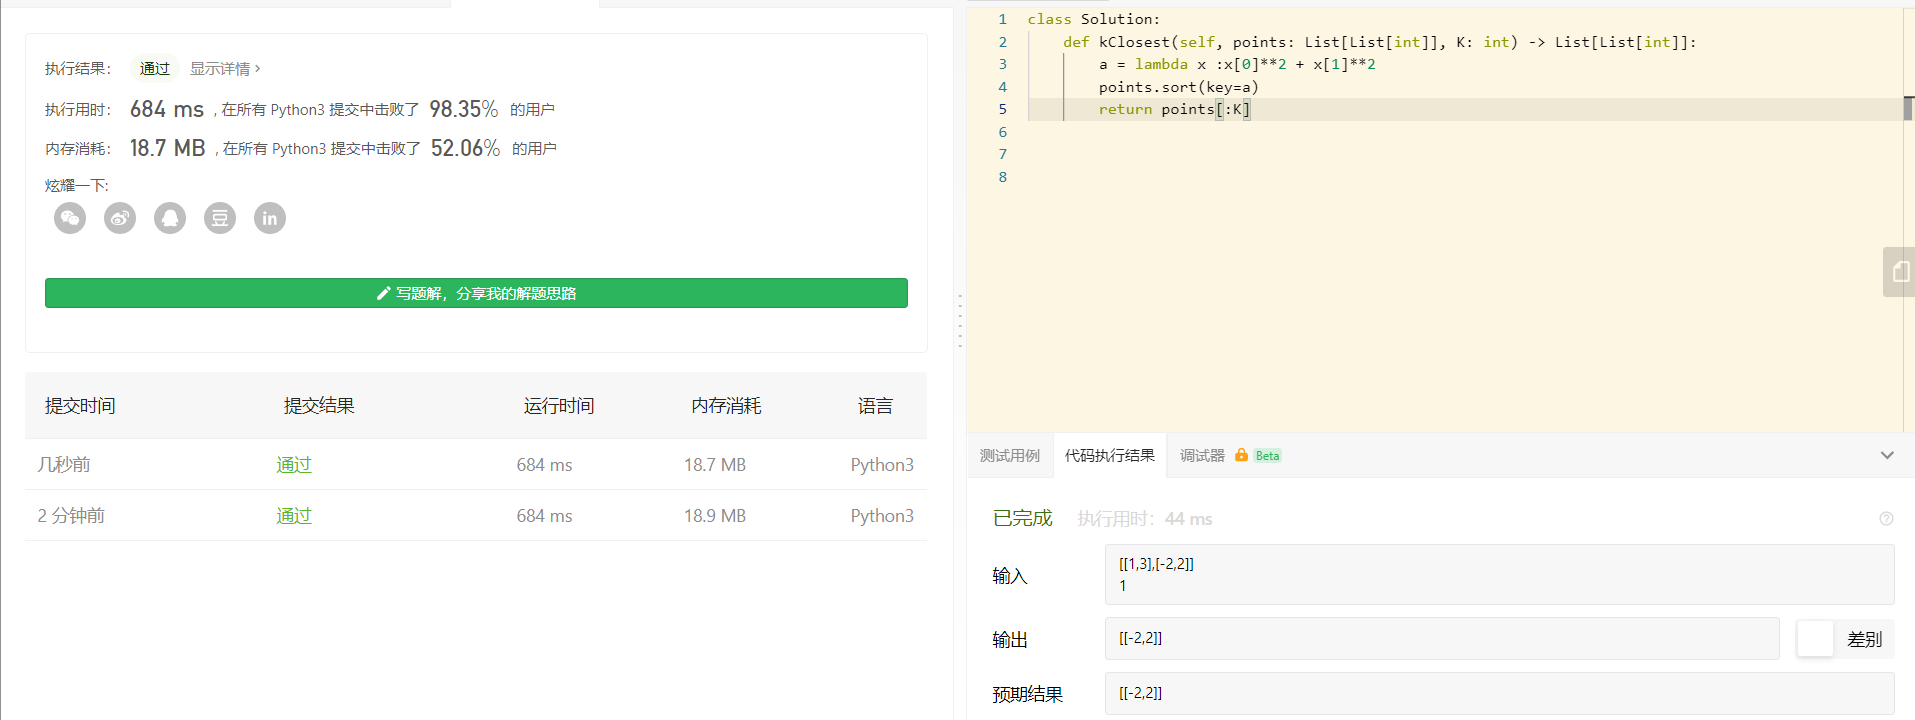 执行结果： 通过 显示详情 ›
执行用时： 684 ms , 在所有 Python3 提交中击败了 98.35% 的用户
内存消耗： 18.7 MB , 在所有 Python3 提交中击败了 52.06% 的用户
炫耀一下:
豆 in
写题解，分享我的解题思路
提交时间 提交结果 运行时间 内存消耗 语言
几秒前 通过 684 ms 18.7 MB Python3
2 分钟前 通过 684 ms 18.9 MB Python3
1 class Solution:
2 def kClosest(self, points: List[List[int]], K: int) -> List[List[int]]:
3 a = lambda x :x[0]**2 + x[1]**2
4 points.sort(key=a)
5 return points[:K]
6
7
8
测试用例 代码执行结果 调试器 Beta
已完成 执行用时：44 ms
输入
[[1,3],[-2,2]]
1
输出 [[-2,2]] 差别
预期结果 [[-2,2]]